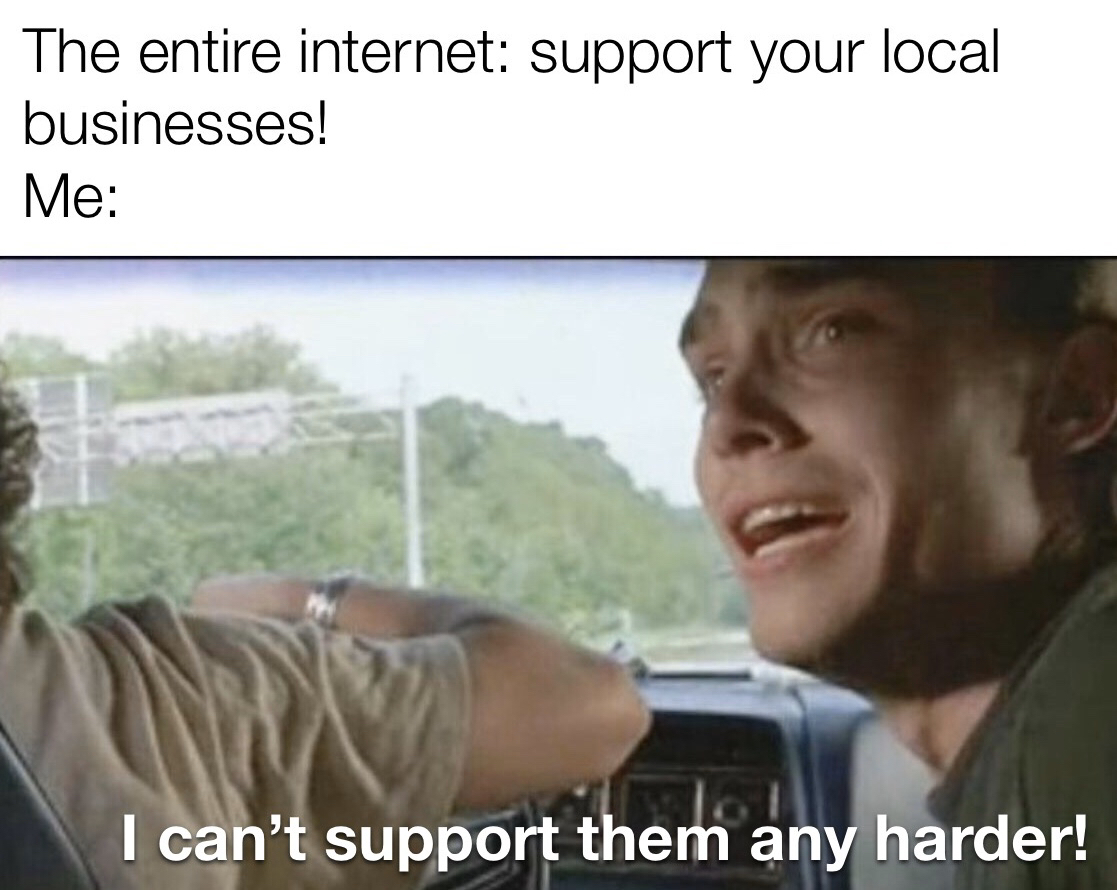 The entire internet: support your local
businesses!
Me:
I can’t support them any harder!